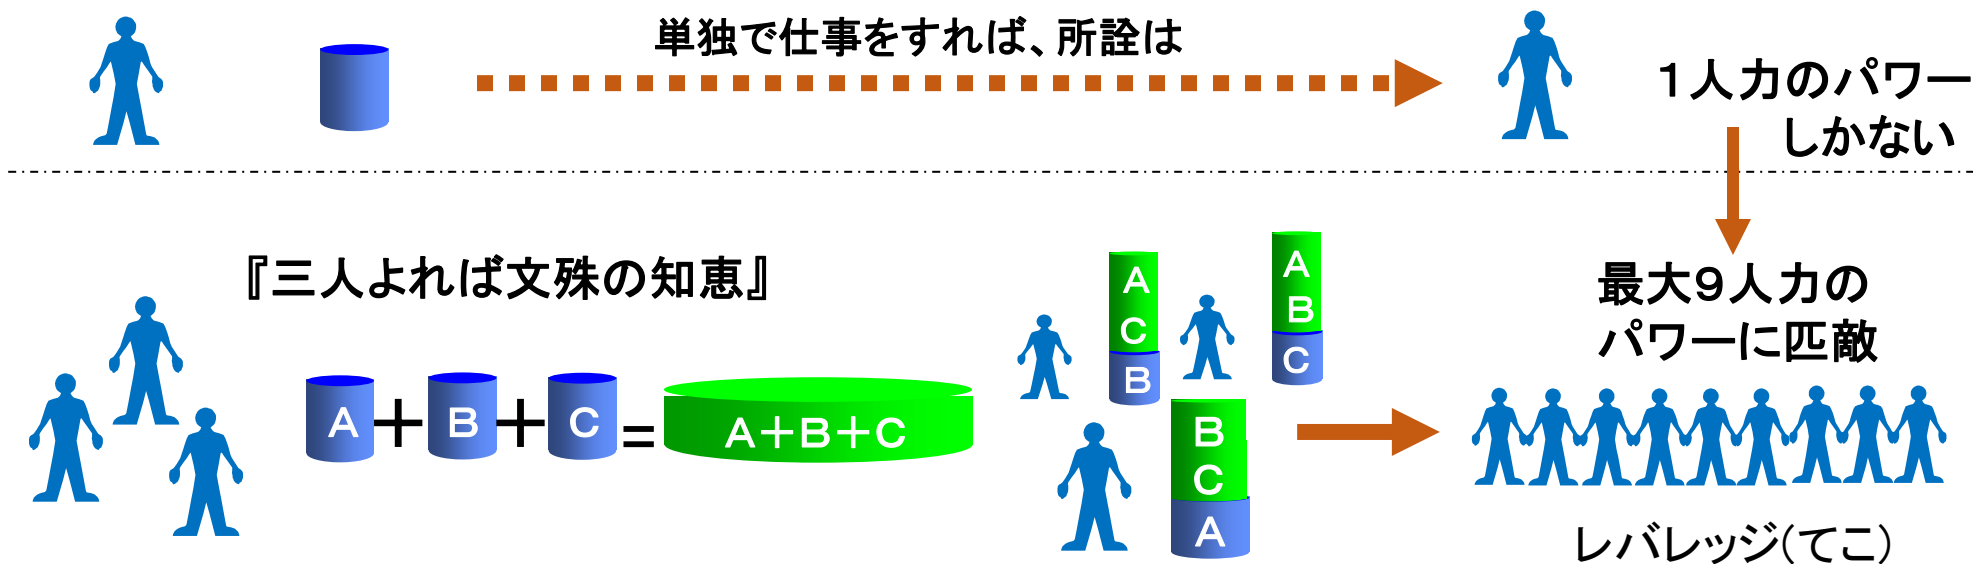 単独で仕事をすれば、所詮は
１人力のパワー
しかない
『三人よれば文殊の知恵』
最大９人力の
パワーに匹敵
A＋B＋C＝A＋B＋C
A
C
B
A
B
C
B
C
A
レバレッジ(てこ)